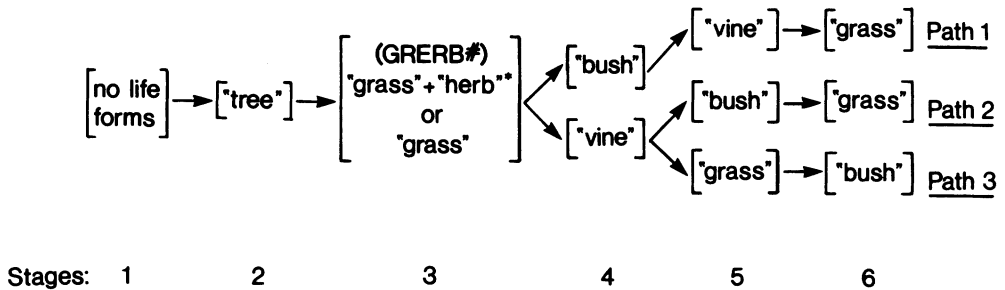 ["vine"] → ["grass"] Path 1
(GRERB#)
"grass"+"herb"*
or
"grass"
["bush"]
[no life
forms]
["tree"]
["vine"]
["bush"] → ["grass"] Path 2
["grass"] → ["bush"] Path 3
Stages: 1 2 3 4 5 6